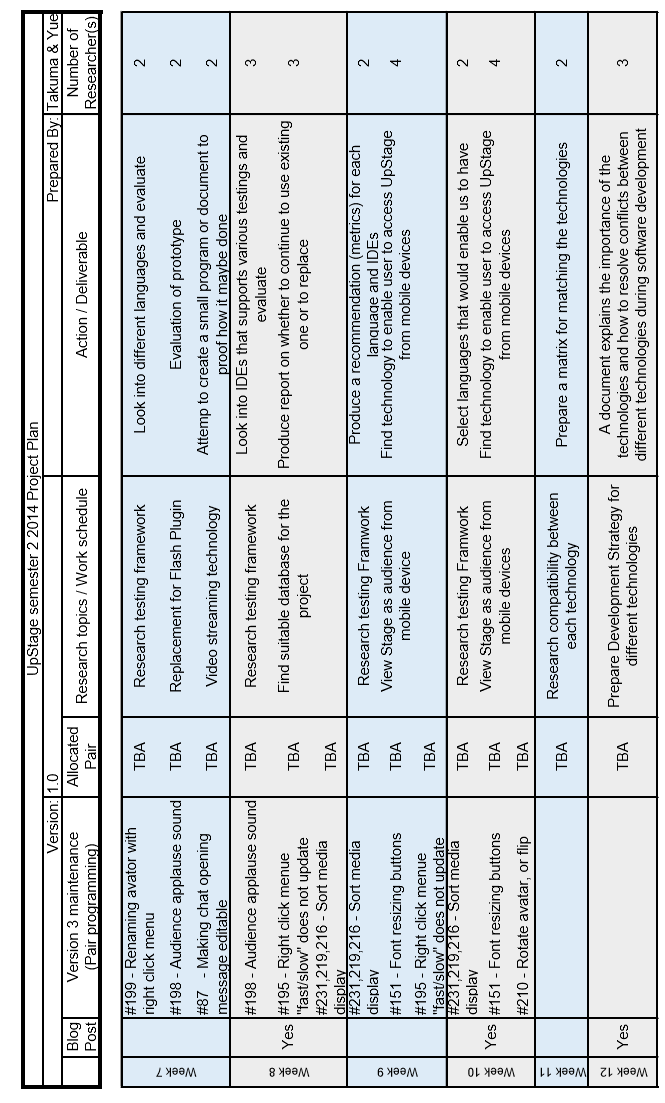 UpStage semester 2 2014 Project Plan
Version: 1.0 Prepared By: Takuma & Yue
Blog Post Version 3 maintenance (Pair programming) Allocated Pair Research topics / Work schedule Action / Deliverable Number of Researcher(s)
Week 7
#199 - Renaming avator with
right click menu
TBA
Research testing framework
Look into different languages and evaluate
2
#198 - Audience applause sound
TBA
Replacement for Flash Plugin
Evaluation of prototype
2
#87 - Making chat opening
message editable
TBA
Video streaming technology
Attemp to create a small program or document to
proof how it maybe done
2
Week 8
Yes
#198 - Audience applause sound
TBA
Research testing framework
Look into IDEs that supports various testings and
evaluate
3
#195 - Right click menue
"fast/slow" does not update
TBA
Find suitable database for the
project
Produce report on whether to continue to use existing
one or to replace
3
#231,219,216 - Sort media
display
TBA
Week 9
#231,219,216 - Sort media
display
TBA
Research testing Framwork
Produce a recommendation (metrics) for each
language and IDEs
2
#151 - Font resizing buttons
TBA
View Stage as audience from
mobile device
Find technology to enable user to access UpStage
from mobile devices
4
#195 - Right click menue
"fast/slow" does not update
TBA
Week 10
Yes
#231,219,216 - Sort media
display
TBA
Research testing Framwork
Select languages that would enable us to have
2
#151 - Font resizing buttons
TBA
View Stage as audience from
mobile devices
Find technology to enable user to access UpStage
from mobile devices
4
#210 - Rotate avatar, or flip
TBA
Week 11
TBA
Research compatibility between
each technology
Prepare a matrix for matching the technologies
2
Week 12
Yes
TBA
Prepare Development Strategy for
different technologies
A document explains the importance of the
technologies and how to resolve conflicts between
different technologies during software development
3